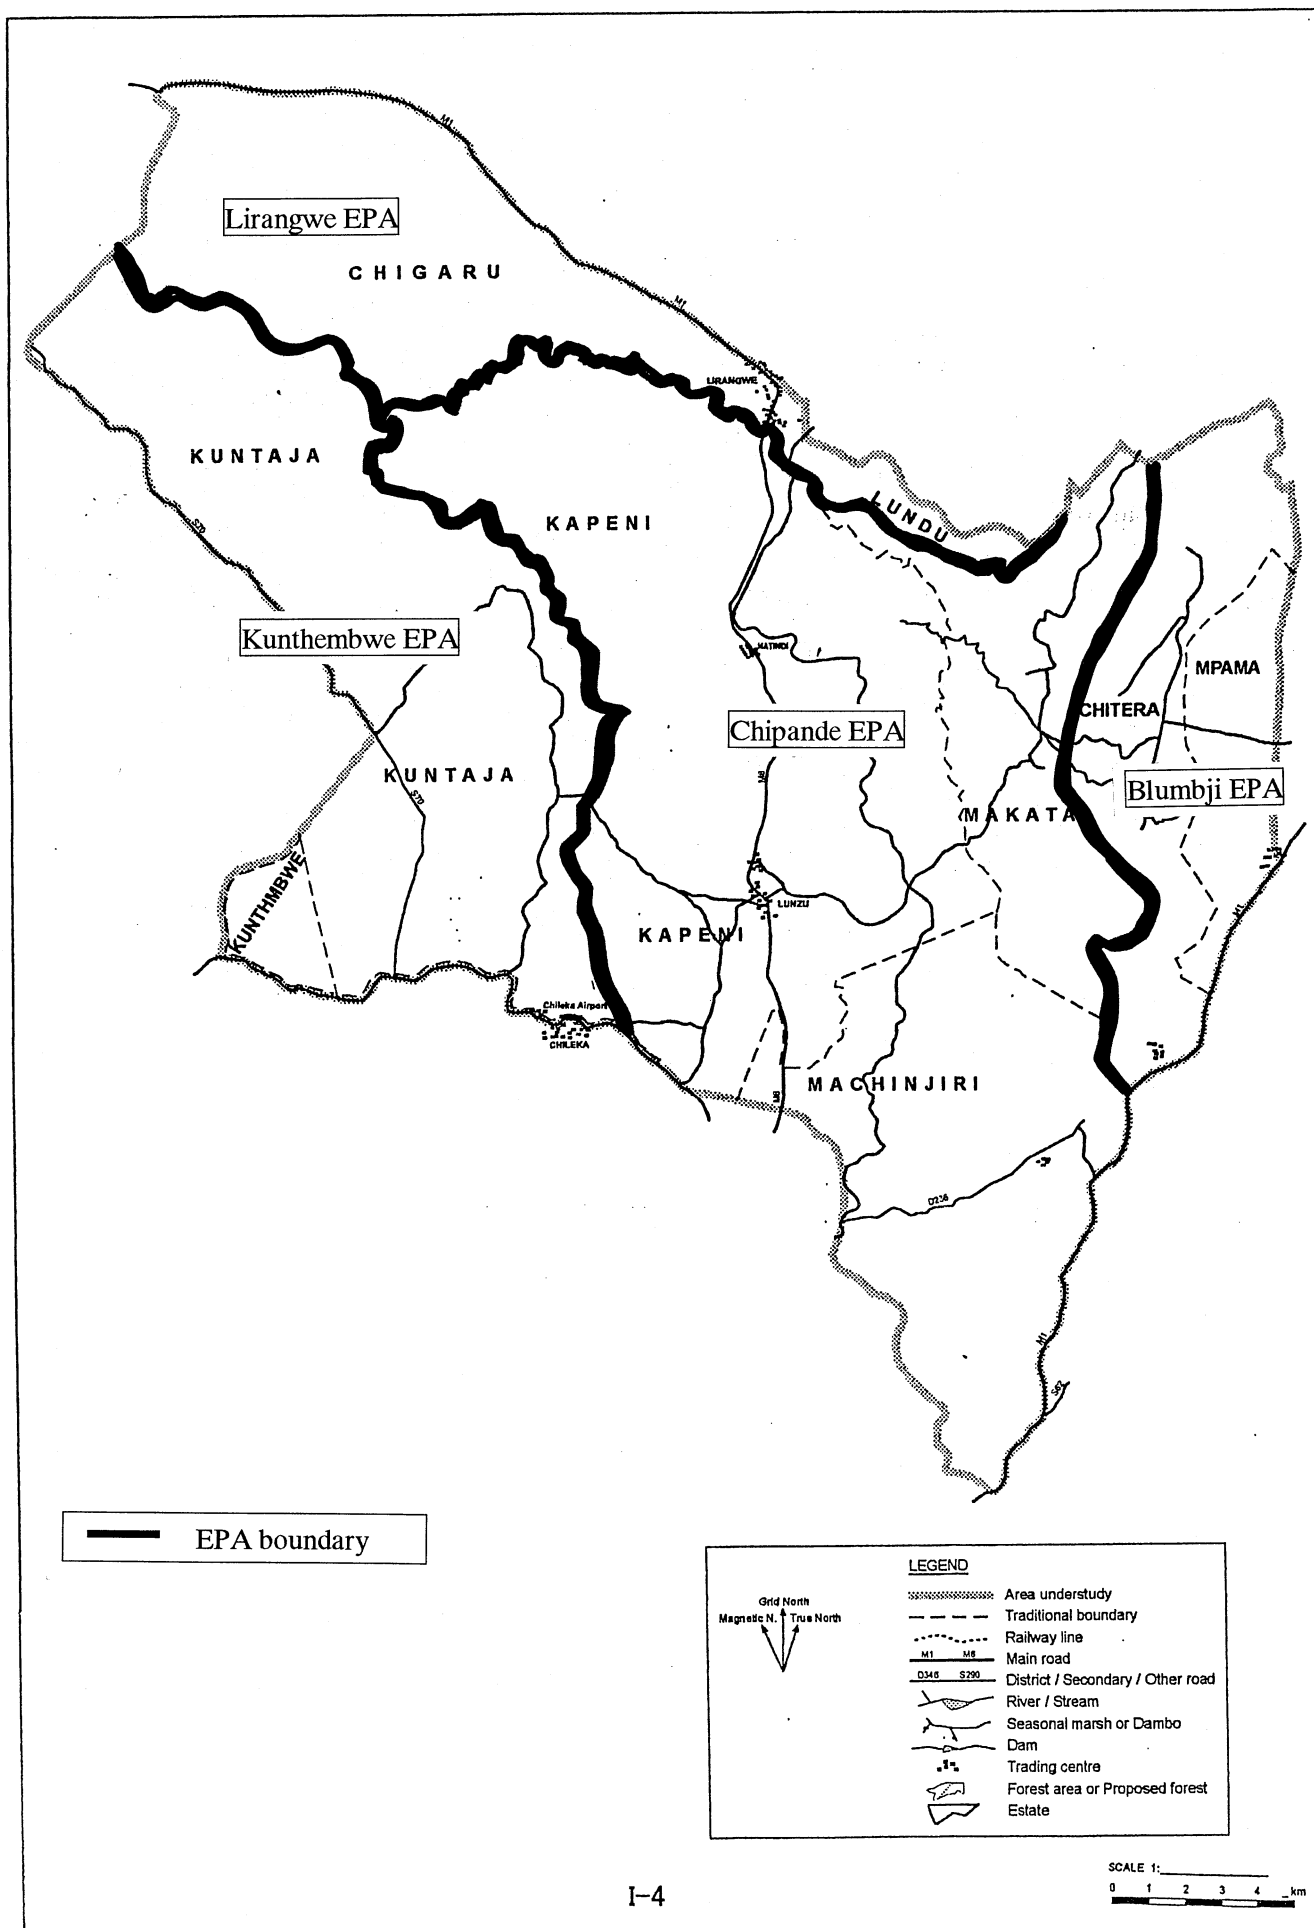 M1
Lirangwe EPA
CHIGARU
M1
LIRANGWE
KUNTAJA
LUNDU
KAPENI
S70
Kunthembwe EPA
MATINDI
MPAMA
CHITERA
Chipande EPA
KUNTAJA
M6
Blumbji EPA
S70
MAKATA
KUNTHMBWE
LUNZU
M1
KAPENI
Chileka Airport
CHILEKA
MACHINJIRI
M6
D236
M1
S62
EPA boundary
LEGEND
Area understudy
Grid North
Magnetic N. True North
Traditional boundary
Railway line
M1 M6 Main road
D346 S290 District / Secondary / Other road
River / Stream
Seasonal marsh or Dambo
Dam
Trading centre
Forest area or Proposed forest
Estate
SCALE 1:
0 1 2 3 4 km
I-4